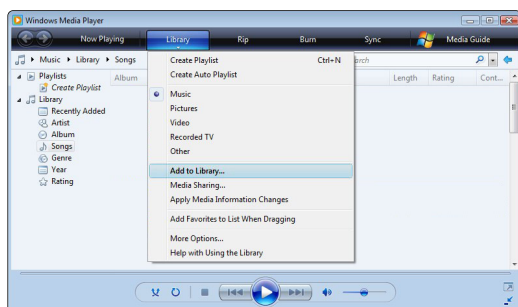 Windows Media Player
Now Playing Library Rip Burn Sync Media Guide
Music Library Songs
Playlists
Create Playlist
Library
Recently Added
Artist
Album
Songs
Genre
Year
Rating
Album
Create Playlist Ctrl+N
Create Auto Playlist
Music
Pictures
Video
Recorded TV
Other
Add to Library...
Media Sharing...
Apply Media Information Changes
Add Favorites to List When Dragging
More Options...
Help with Using the Library
Length Rating Cont...